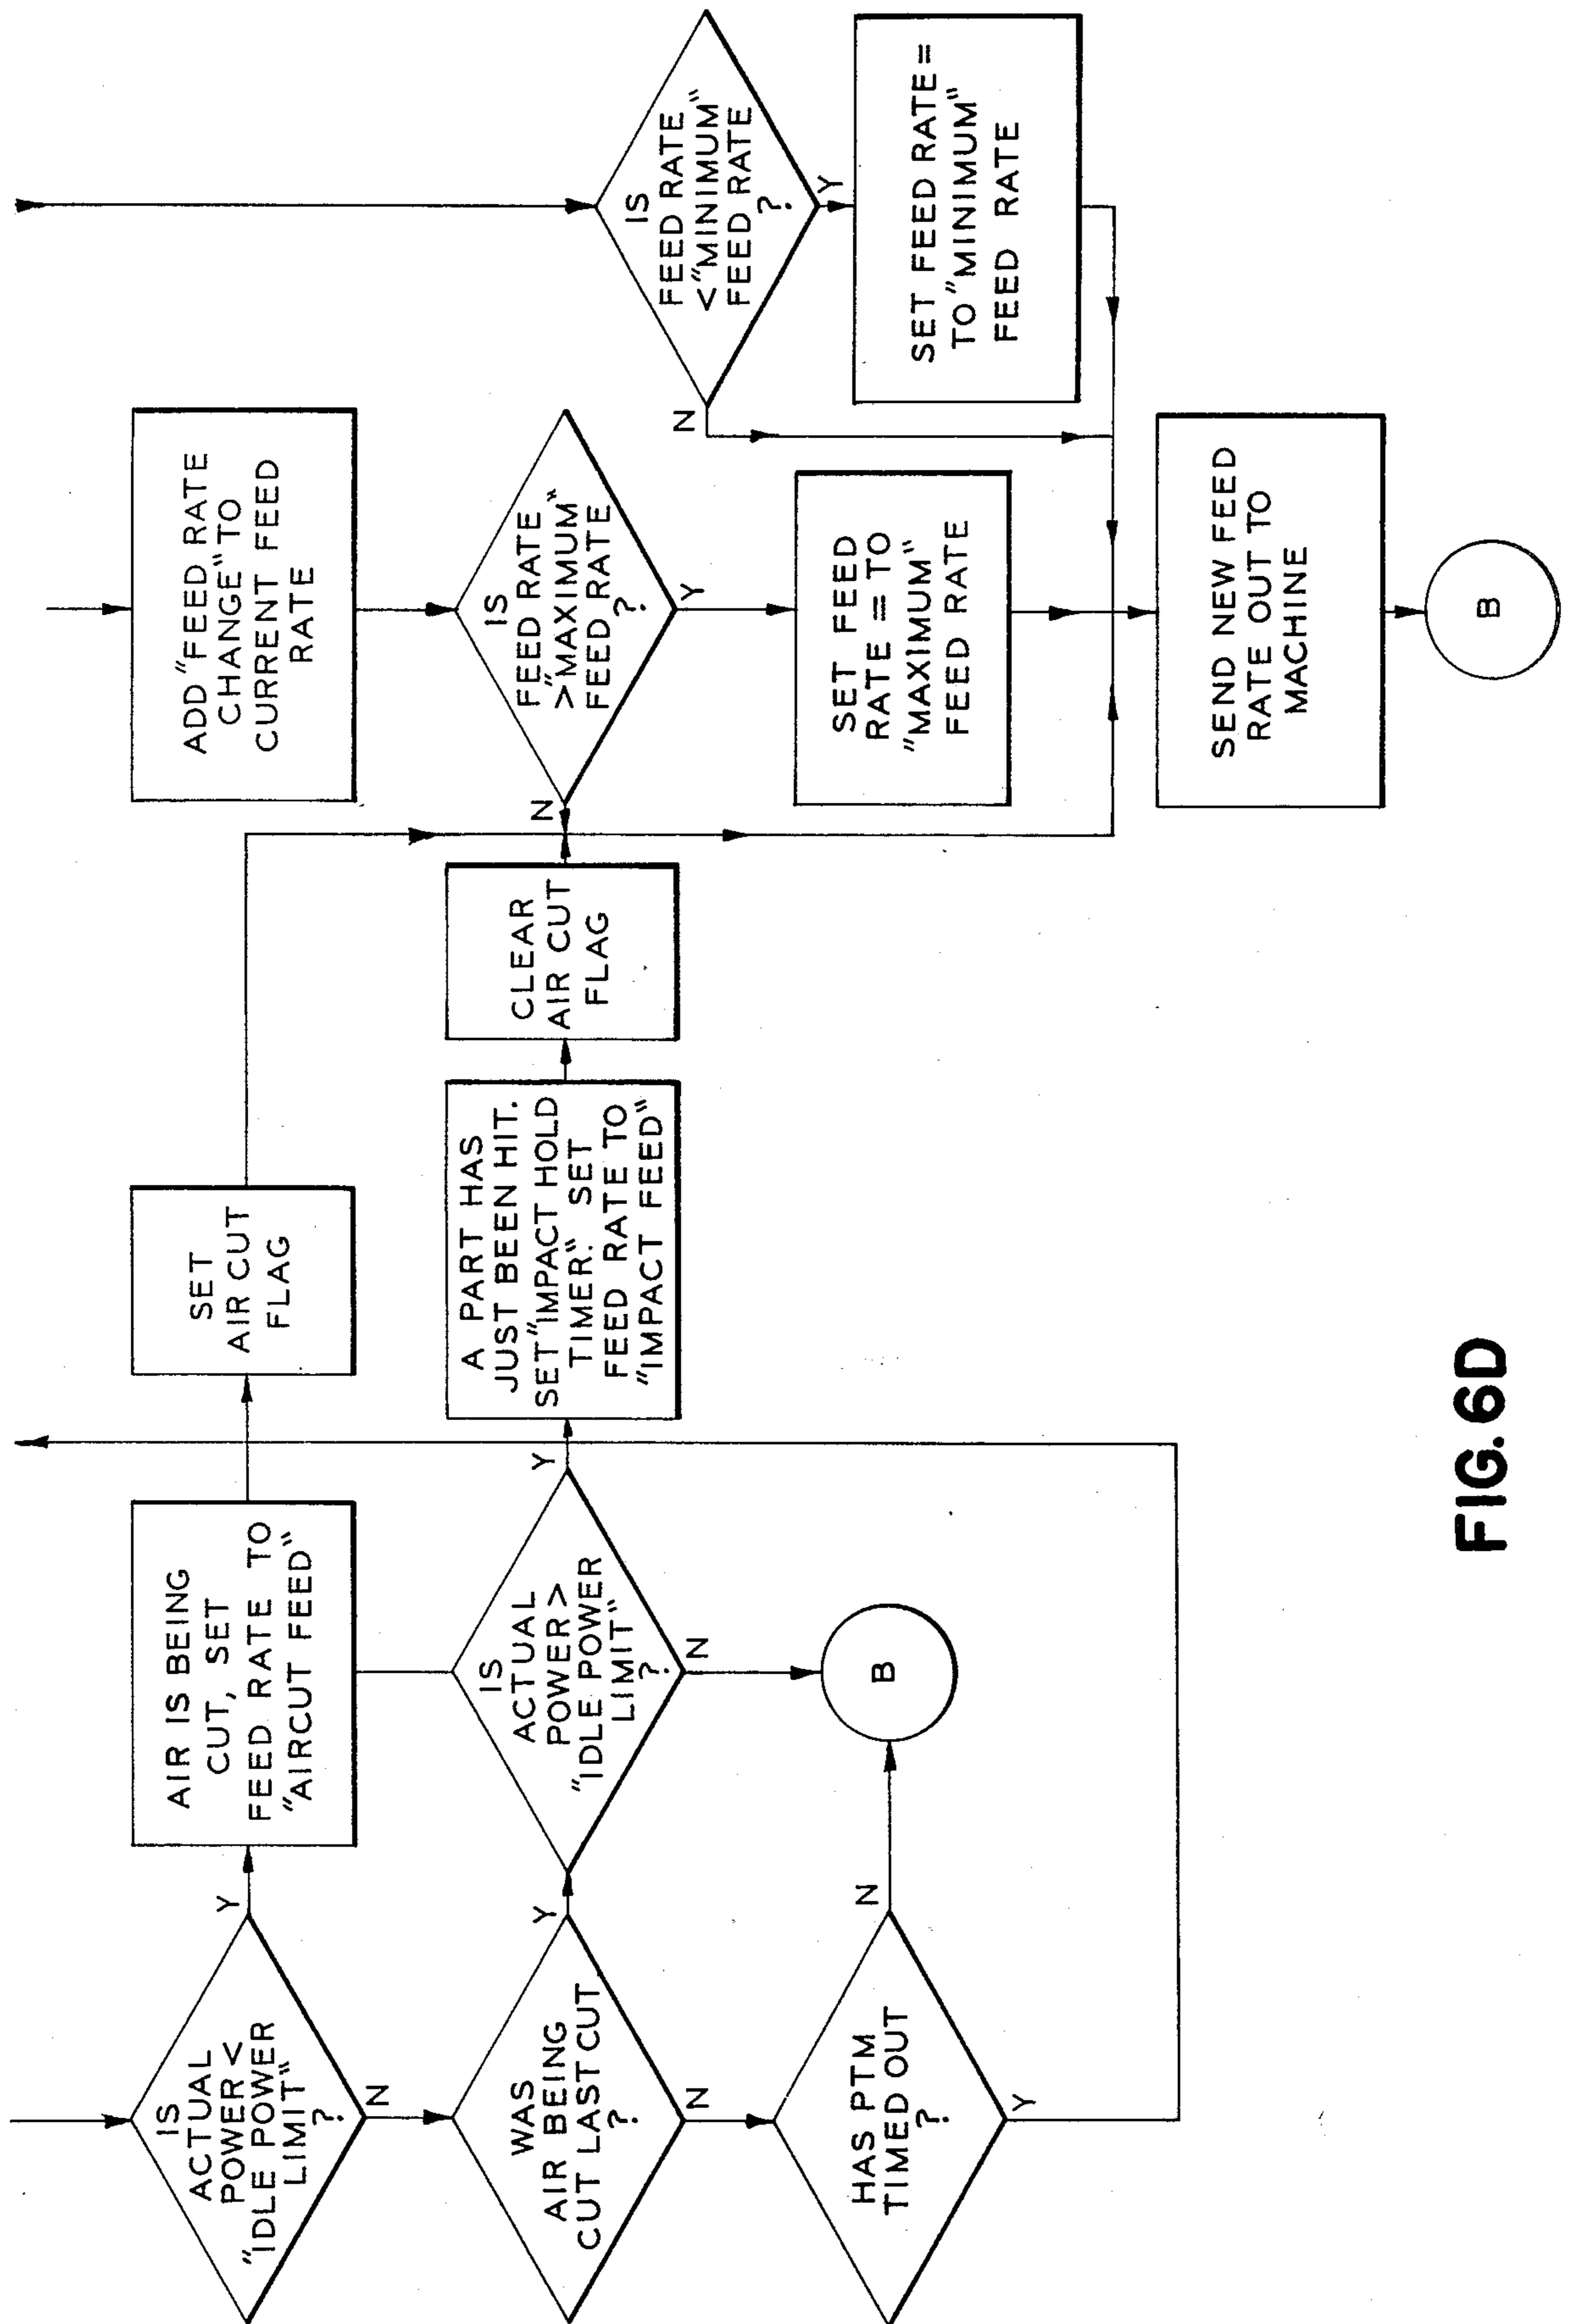 IS
ACTUAL
POWER <
"IDLE POWER
LIMIT"
?
Y
N
AIR IS BEING
CUT, SET
FEED RATE TO
"AIRCUT FEED"
SET
AIR CUT
FLAG
WAS
AIR BEING
CUT LAST CUT
?
Y
N
IS
ACTUAL
POWER >
"IDLE POWER
LIMIT"
?
Y
N
A PART HAS
JUST BEEN HIT.
SET "IMPACT HOLD
TIMER." SET
FEED RATE TO
"IMPACT FEED"
CLEAR
AIR CUT
FLAG
HAS PTM
TIMED OUT
?
N
Y
B
ADD "FEED RATE
CHANGE" TO
CURRENT FEED
RATE
IS
FEED RATE
>"MAXIMUM"
FEED RATE
?
N
Y
SET FEED
RATE = TO
"MAXIMUM"
FEED RATE
IS
FEED RATE
<"MINIMUM"
FEED RATE
?
N
Y
SET FEED RATE =
TO "MINIMUM"
FEED RATE
SEND NEW FEED
RATE OUT TO
MACHINE
B
FIG. 6D